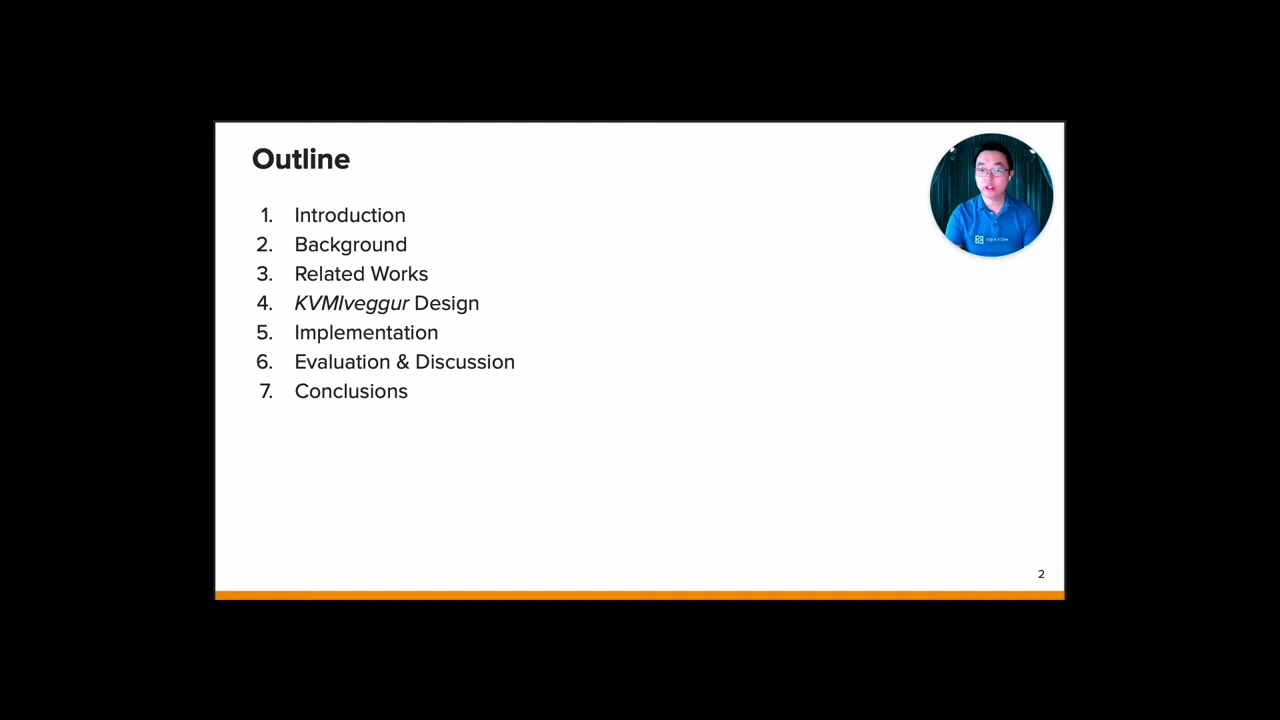 Outline
1. Introduction
2. Background
3. Related Works
4. KVMIveggur Design
5. Implementation
6. Evaluation & Discussion
7. Conclusions
2